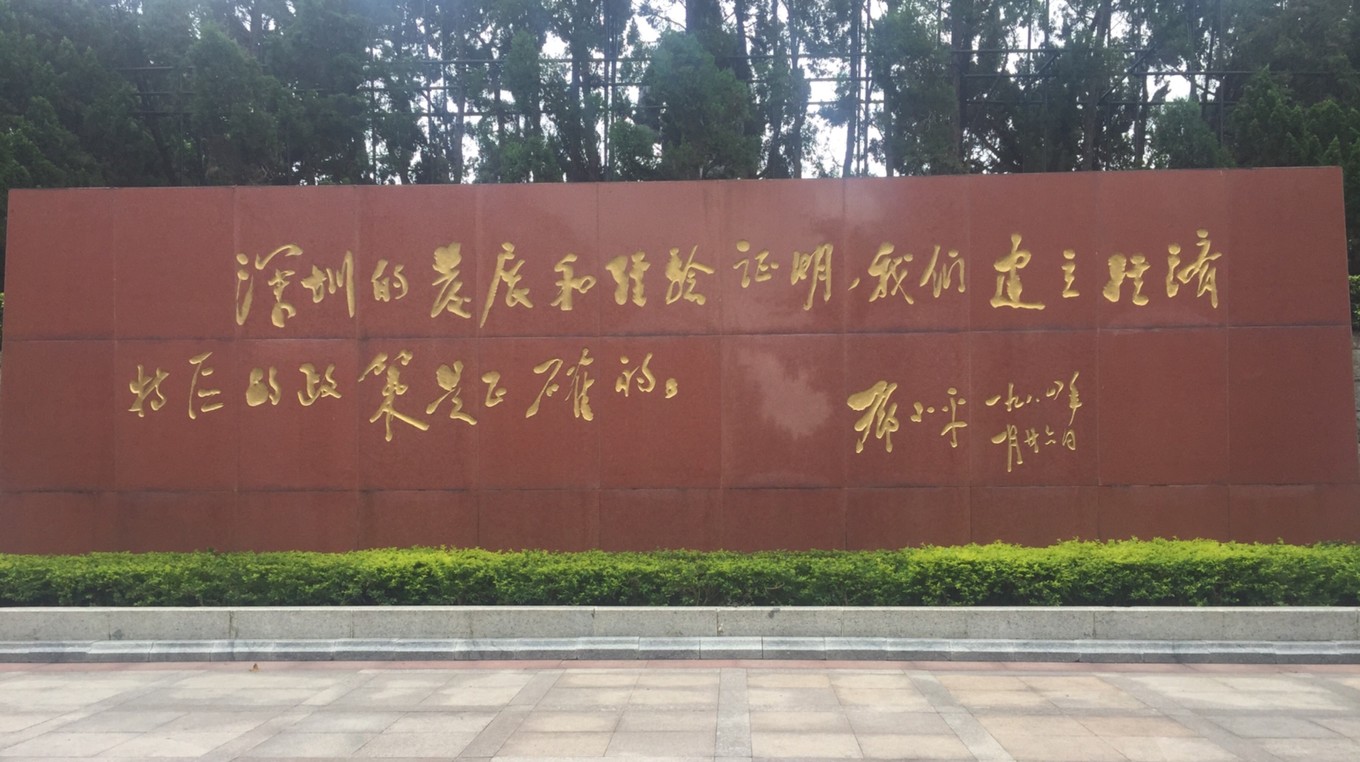 深圳的发展和经验证明，我们建立经济
特区的政策是正确的。
邓小平
一九八四年
一月廿六日